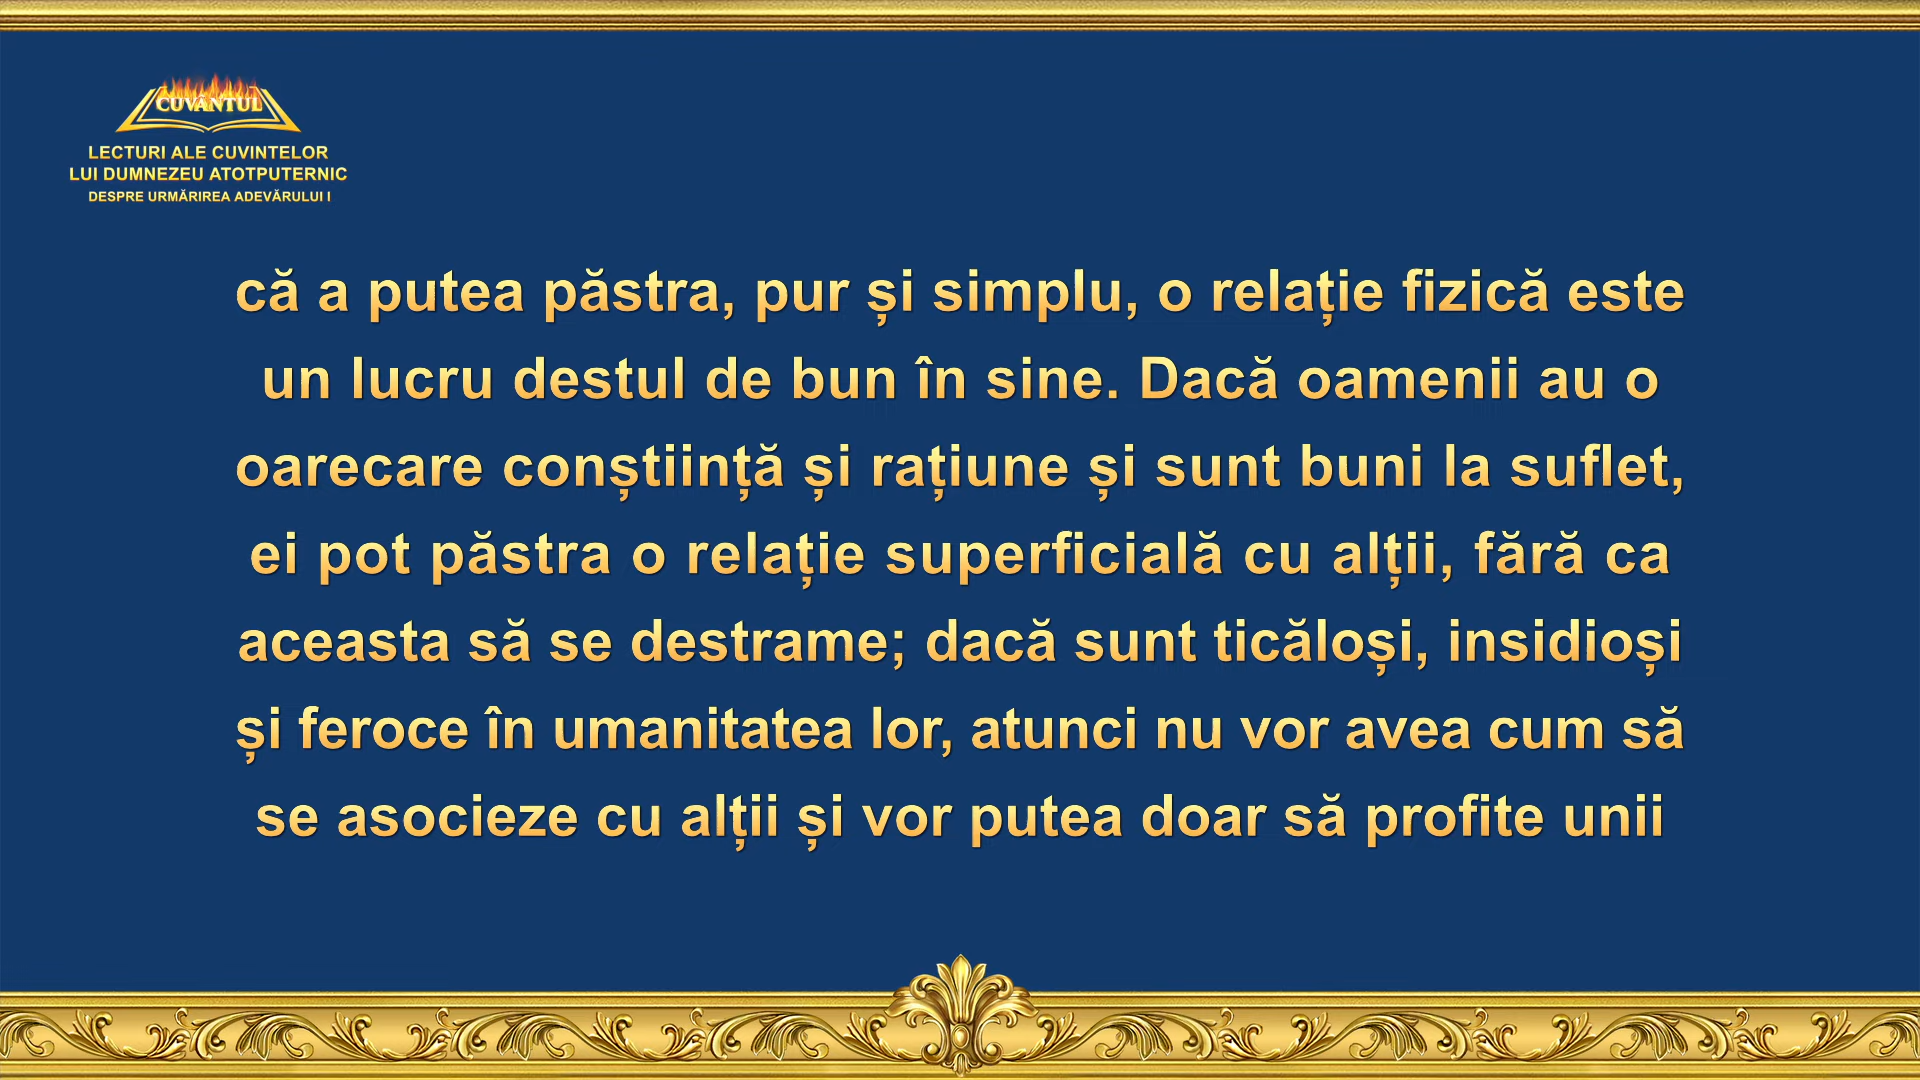 CUVÂNTUL
LECTURI ALE CUVINTELOR
LUI DUMNEZEU ATOTPUTERNIC
DESPRE URMĂRIREA ADEVĂRULUI I
că a putea păstra, pur și simplu, o relație fizică este
un lucru destul de bun în sine. Dacă oamenii au o
oarecare conștiință și rațiune și sunt buni la suflet,
ei pot păstra o relație superficială cu alții, fără ca
aceasta să se destrame; dacă sunt ticăloși, insidioși
și feroce în umanitatea lor, atunci nu vor avea cum să
se asocieze cu alții și vor putea doar să profite unii